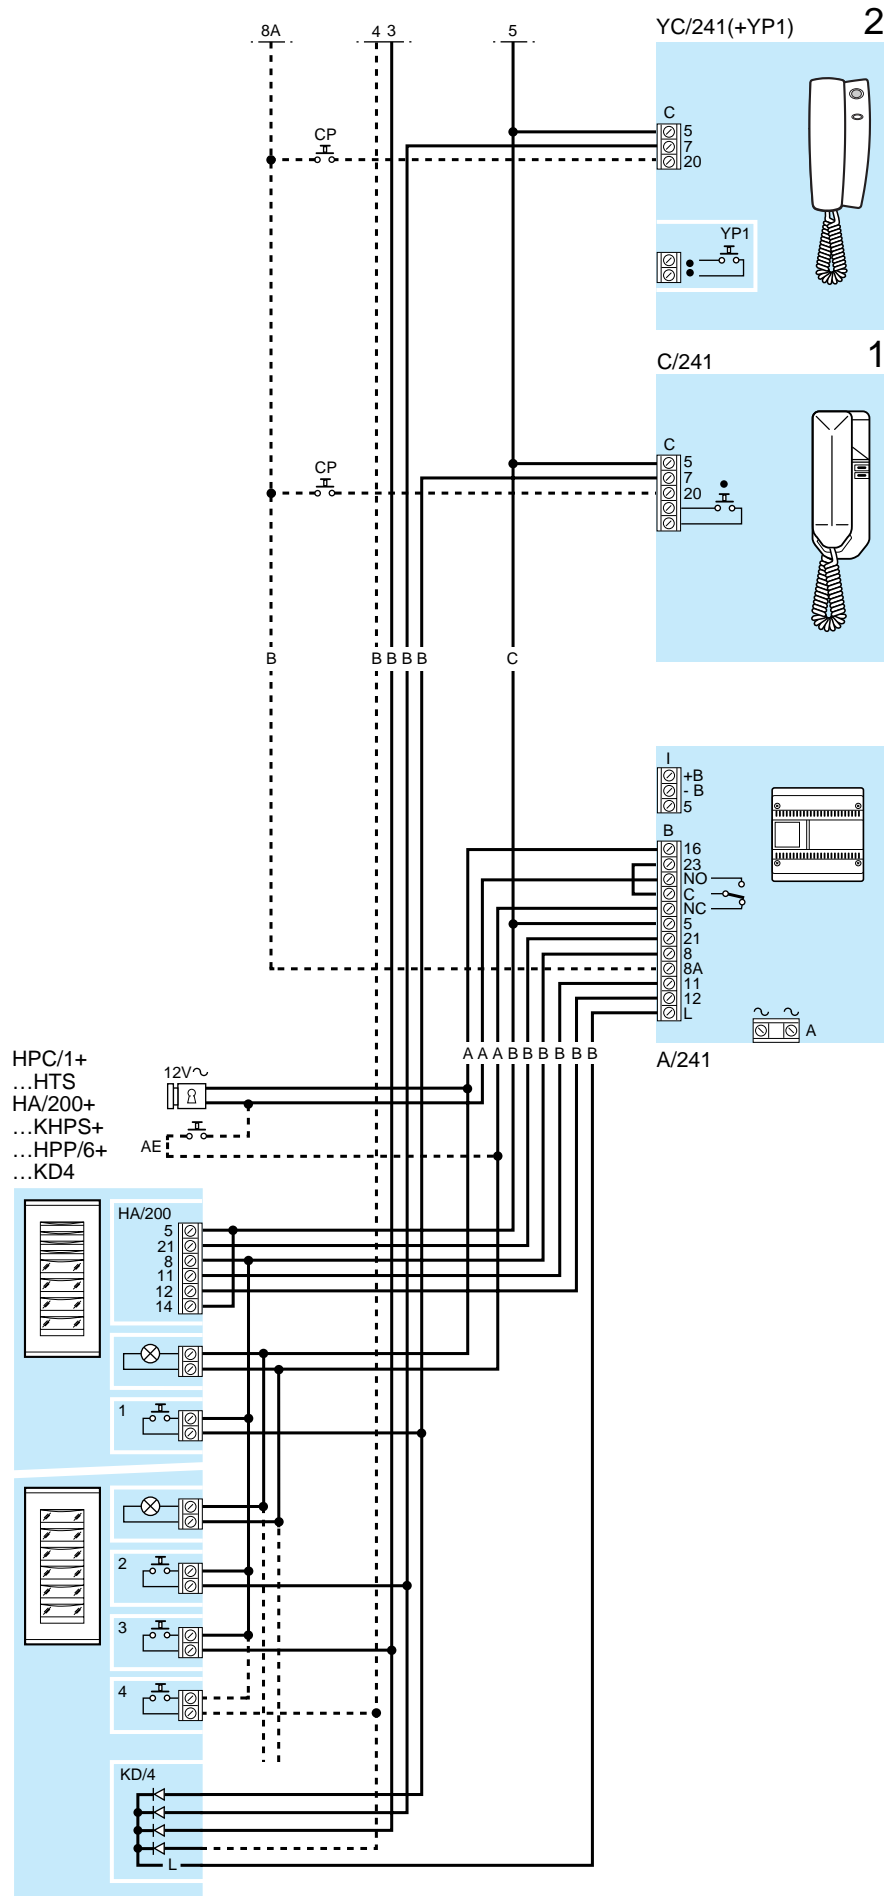 8A 4 3 5
YC/241(+YP1) 2
CP
C
5
7
20
YP1
C/241 1
CP
C
5
7
20
B B B B B C
I
+B
- B
5
B
16
23
NO
C
NC
5
21
8
8A
11
12
L
A
A/241
A A A B B B B B B
HPC/1+
...HTS
HA/200+
...KHPS+
...HPP/6+
...KD4
12V~
AE
HA/200
5
21
8
11
12
14
1
2
3
4
KD/4
L